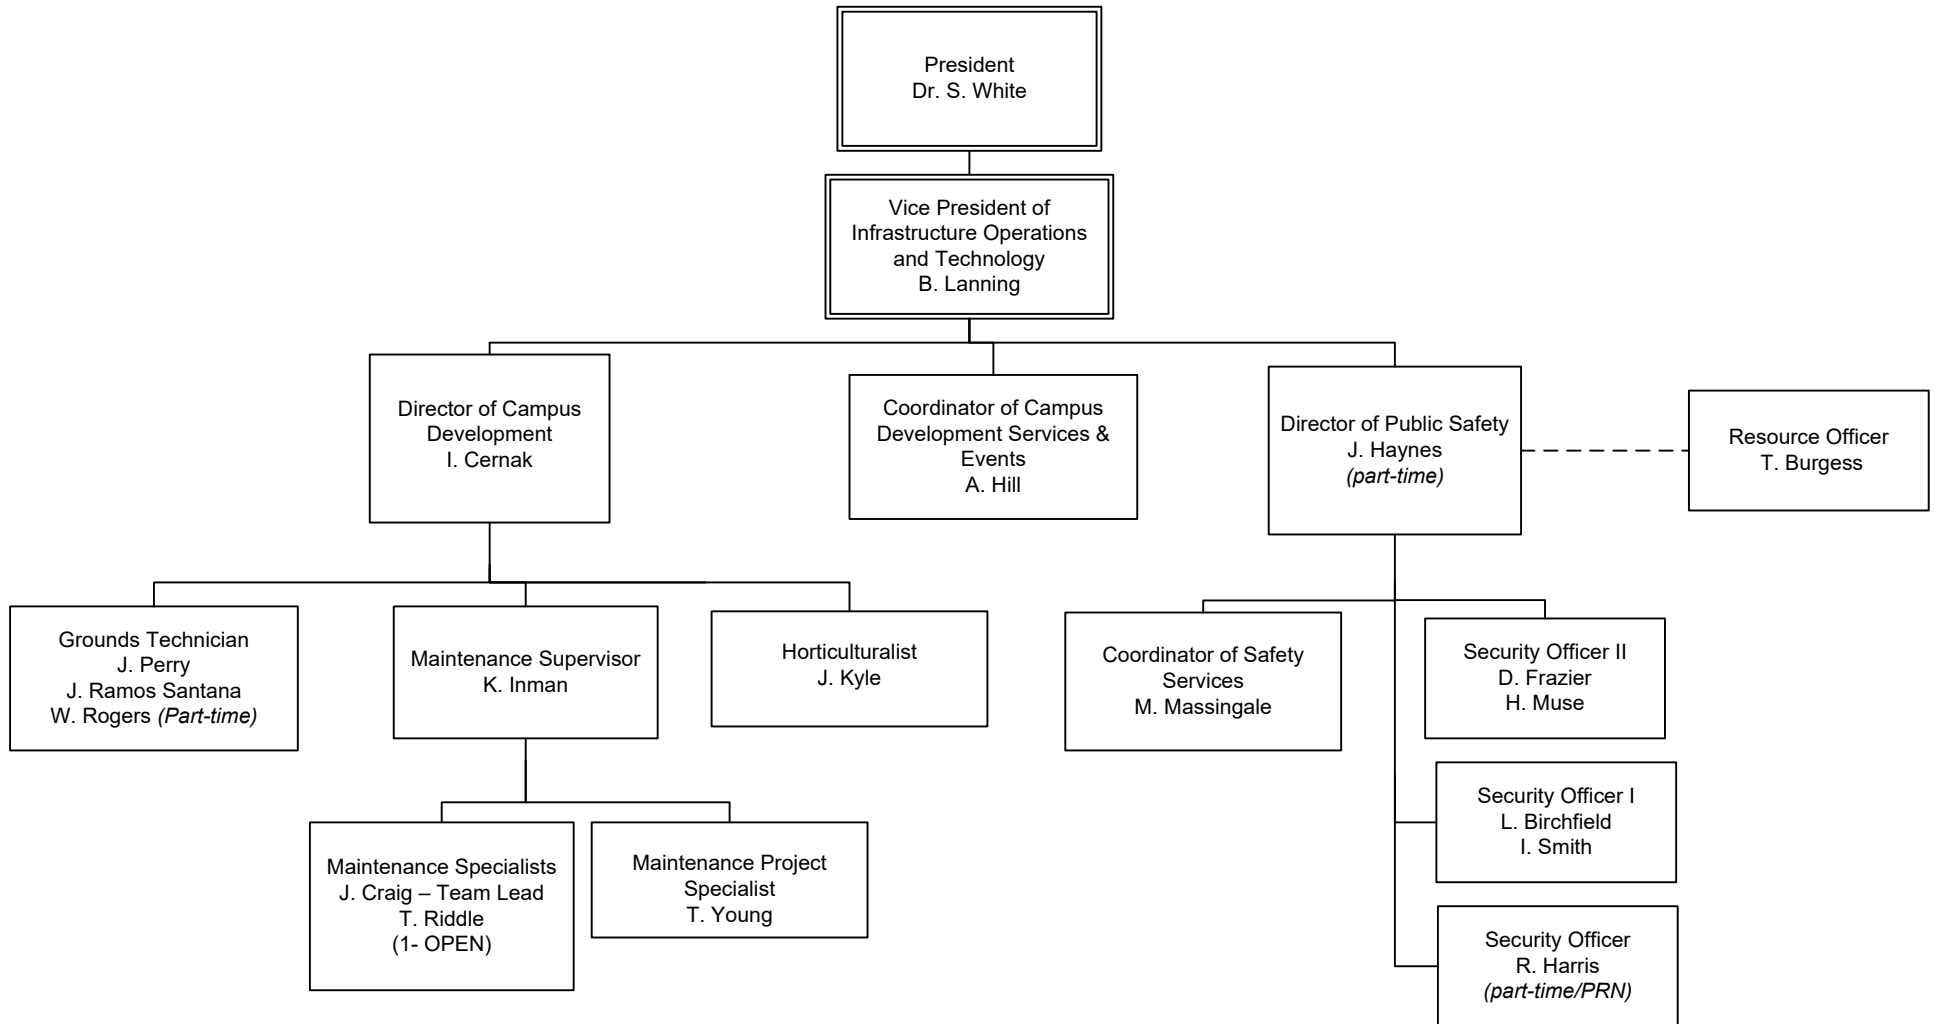 President
Dr. S. White
Vice President of
Infrastructure Operations
and Technology
B. Lanning
Director of Campus
Development
I. Cernak
Coordinator of Campus
Development Services &
Events
A. Hill
Director of Public Safety
J. Haynes
(part-time)
Resource Officer
T. Burgess
Grounds Technician
J. Perry
J. Ramos Santana
W. Rogers (Part-time)
Maintenance Supervisor
K. Inman
Horticulturalist
J. Kyle
Coordinator of Safety
Services
M. Massingale
Security Officer II
D. Frazier
H. Muse
Maintenance Specialists
J. Craig – Team Lead
T. Riddle
(1- OPEN)
Maintenance Project
Specialist
T. Young
Security Officer I
L. Birchfield
I. Smith
Security Officer
R. Harris
(part-time/PRN)